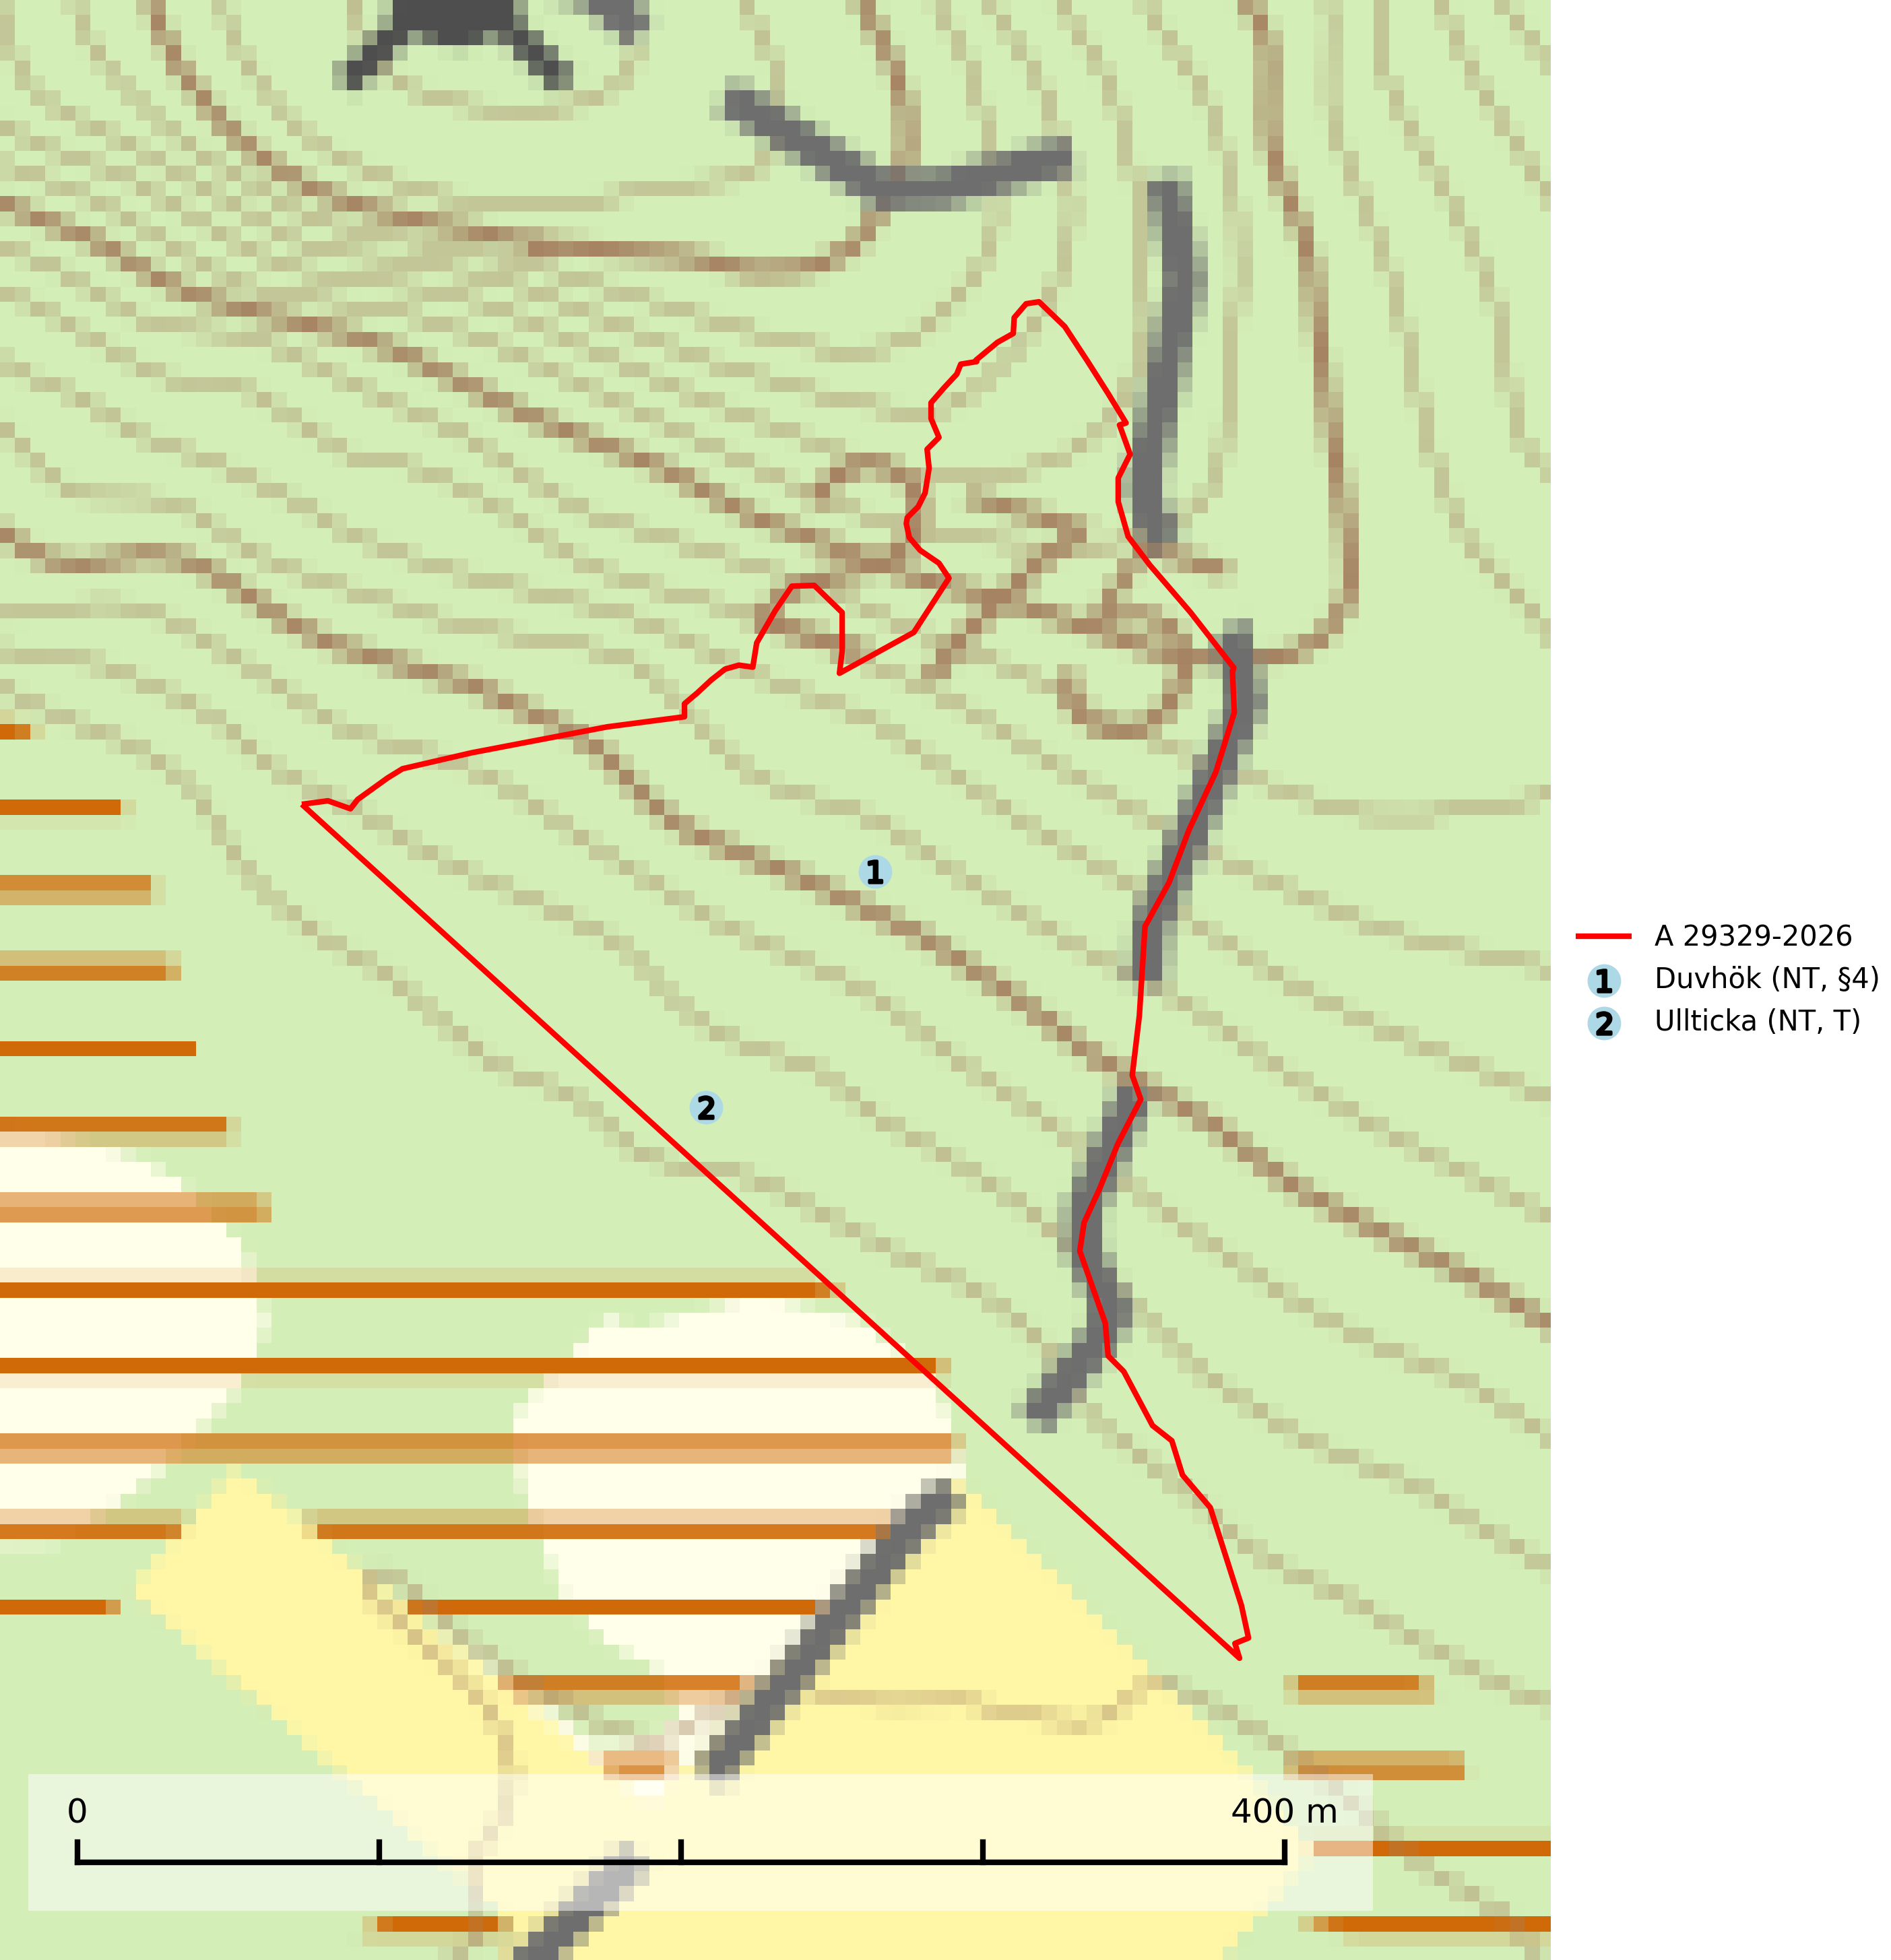 1
2
A 29329-2026
1 Duvhök (NT, §4)
2 Ullticka (NT, T)
0 400 m